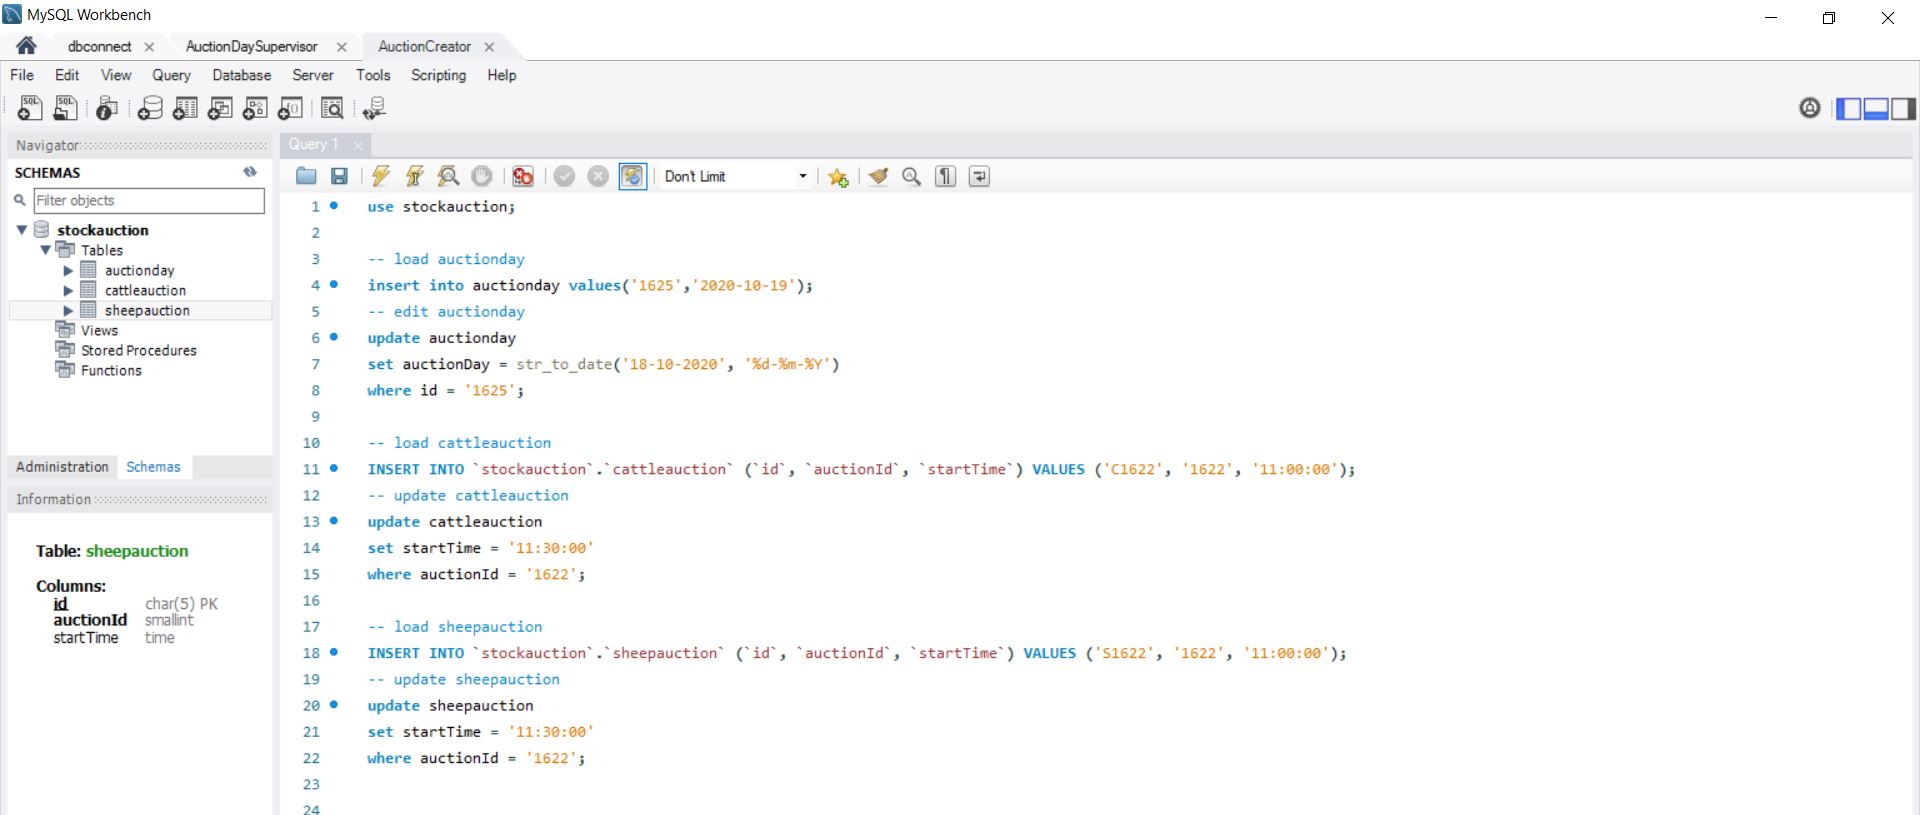 MySQL Workbench
dbconnect AuctionDaySupervisor AuctionCreator
File Edit View Query Database Server Tools Scripting Help
Navigator
SCHEMAS
Filter objects
stockauction
Tables
auctionday
cattleauction
sheepauction
Views
Stored Procedures
Functions
Administration Schemas
Information
Table: sheepauction
Columns:
id char(5) PK
auctionId smallint
startTime time
Query 1
Don't Limit
1 use stockauction;
2
3 -- load auctionday
4 insert into auctionday values('1625','2020-10-19');
5 -- edit auctionday
6 update auctionday
7 set auctionDay = str_to_date('18-10-2020', '%d-%m-%Y')
8 where id = '1625';
9
10 -- load cattleauction
11 INSERT INTO `stockauction`.`cattleauction` (`id`, `auctionId`, `startTime`) VALUES ('C1622', '1622', '11:00:00');
12 -- update cattleauction
13 update cattleauction
14 set startTime = '11:30:00'
15 where auctionId = '1622';
16
17 -- load sheepauction
18 INSERT INTO `stockauction`.`sheepauction` (`id`, `auctionId`, `startTime`) VALUES ('S1622', '1622', '11:00:00');
19 -- update sheepauction
20 update sheepauction
21 set startTime = '11:30:00'
22 where auctionId = '1622';
23
24